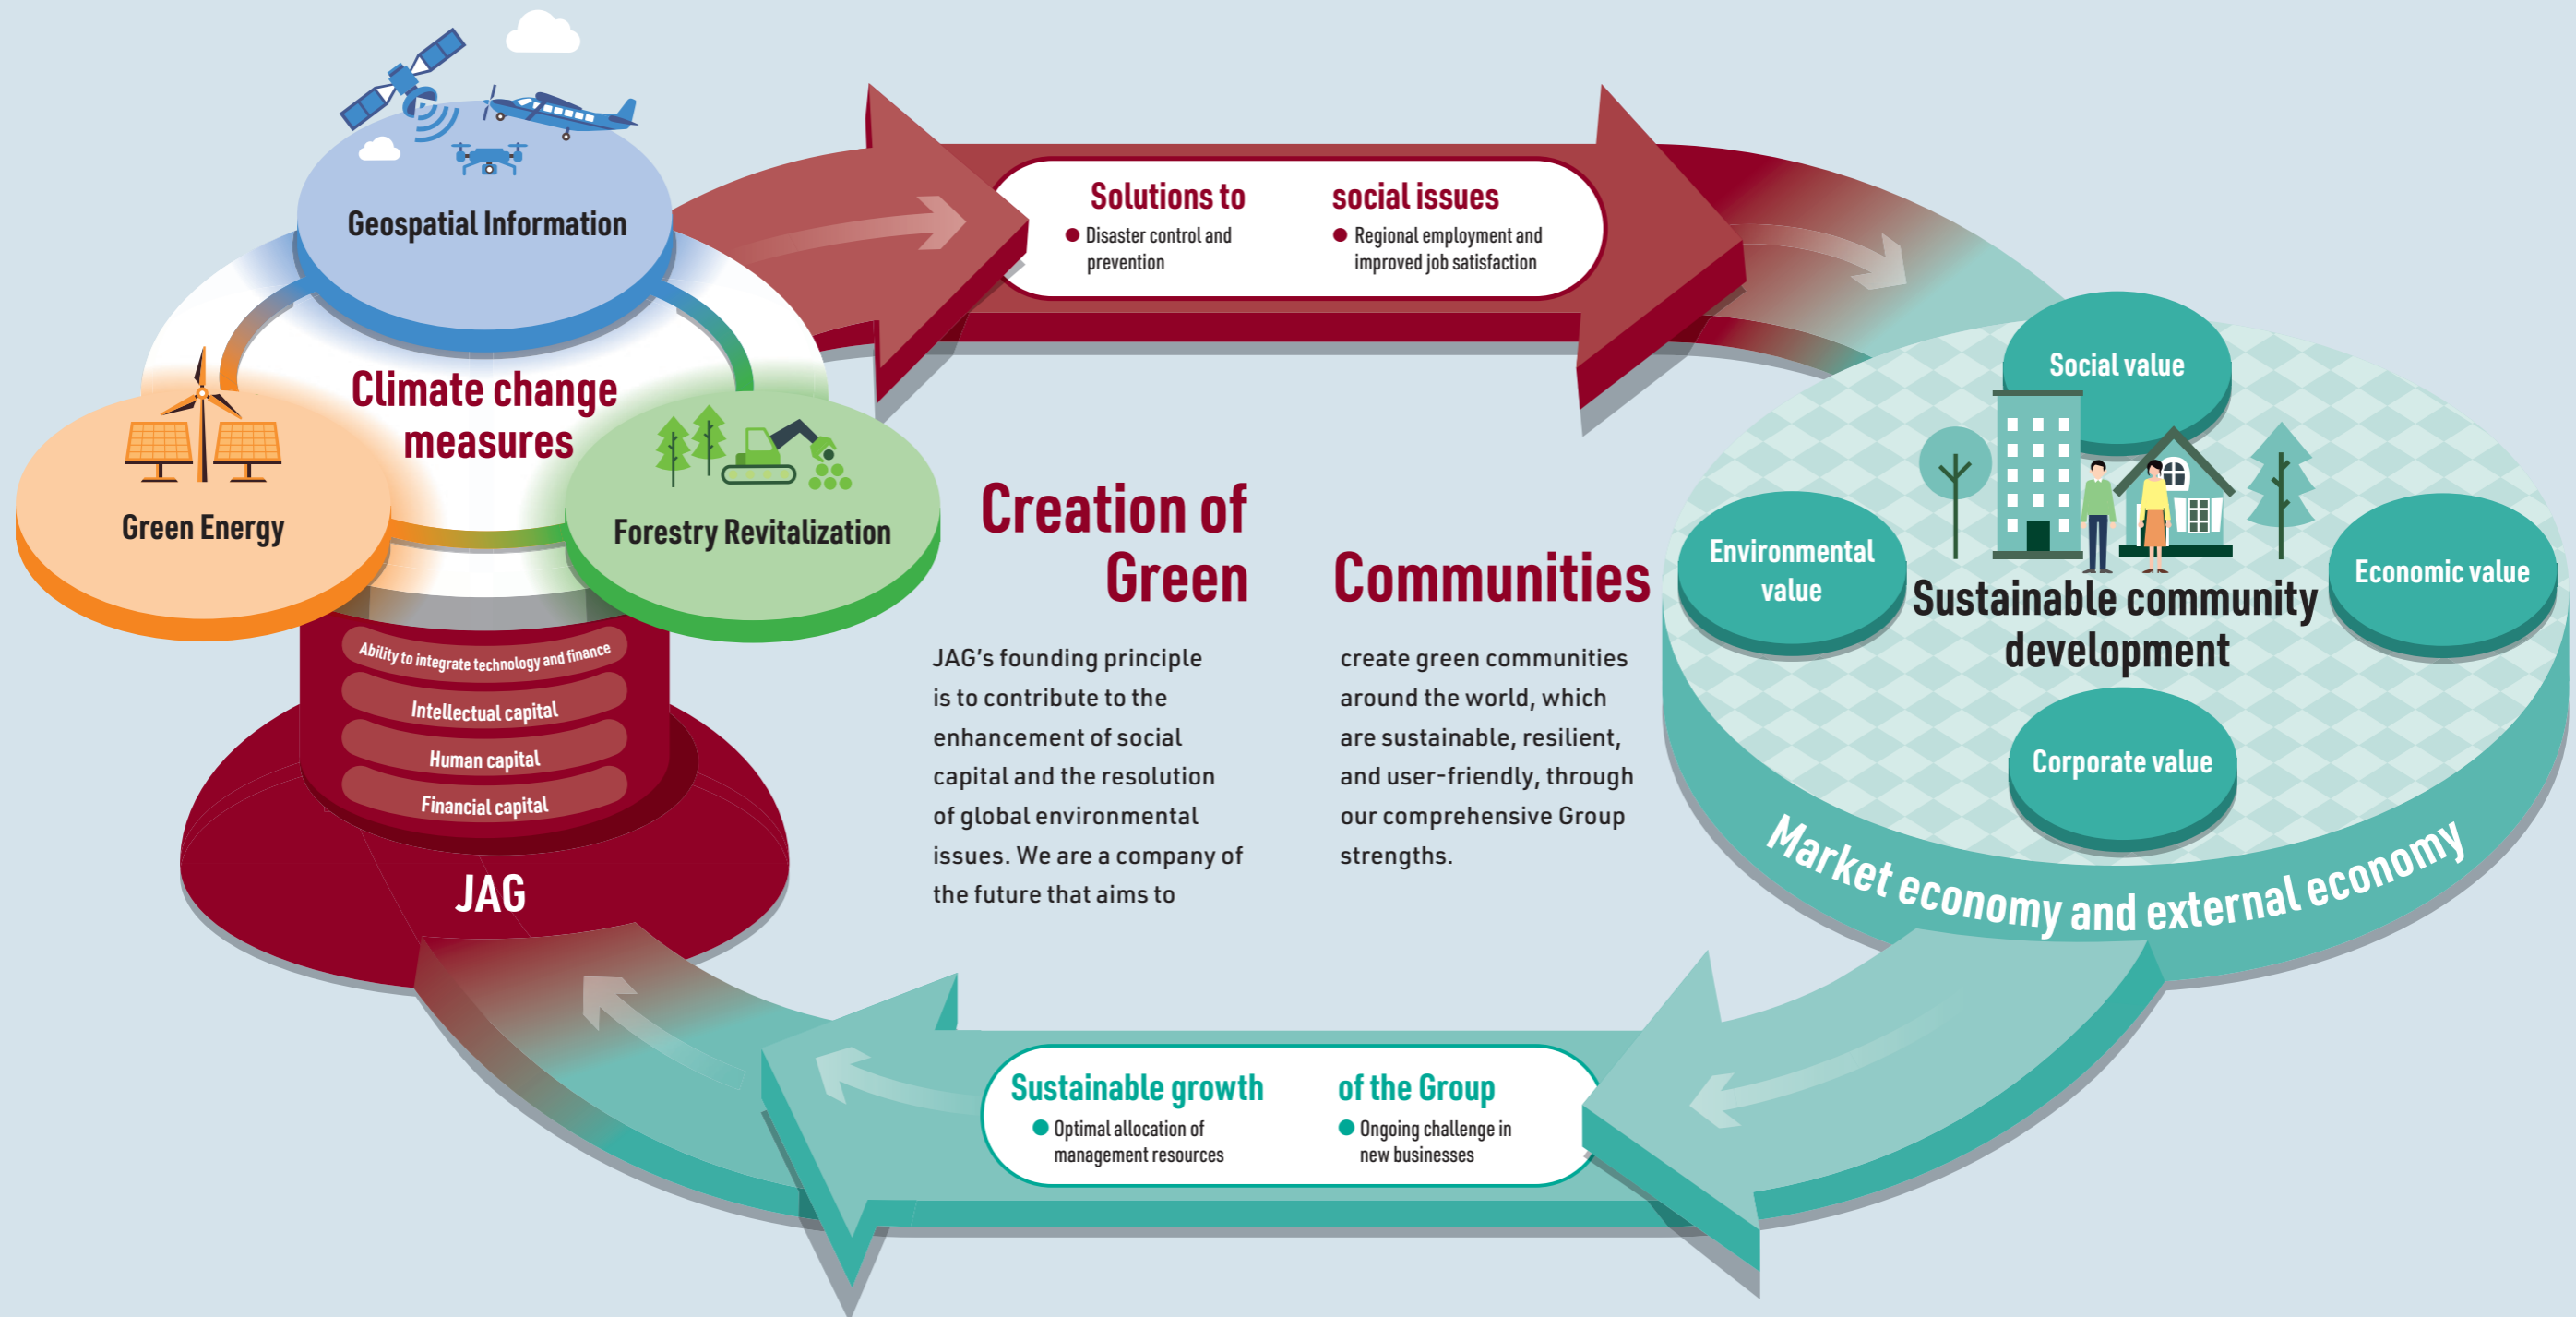 Geospatial Information
Climate change
measures
Green Energy
Forestry Revitalization
Ability to integrate technology and finance
Intellectual capital
Human capital
Financial capital
JAG
Solutions to social issues
● Disaster control and
prevention
● Regional employment and
improved job satisfaction
Creation of
Green Communities
JAG's founding principle
is to contribute to the
enhancement of social
capital and the resolution
of global environmental
issues. We are a company of
the future that aims to
create green communities
around the world, which
are sustainable, resilient,
and user-friendly, through
our comprehensive Group
strengths.
Social value
Environmental
value
Economic value
Sustainable community
development
Corporate value
Market economy and external economy
Sustainable growth of the Group
● Optimal allocation of
management resources
● Ongoing challenge in
new businesses